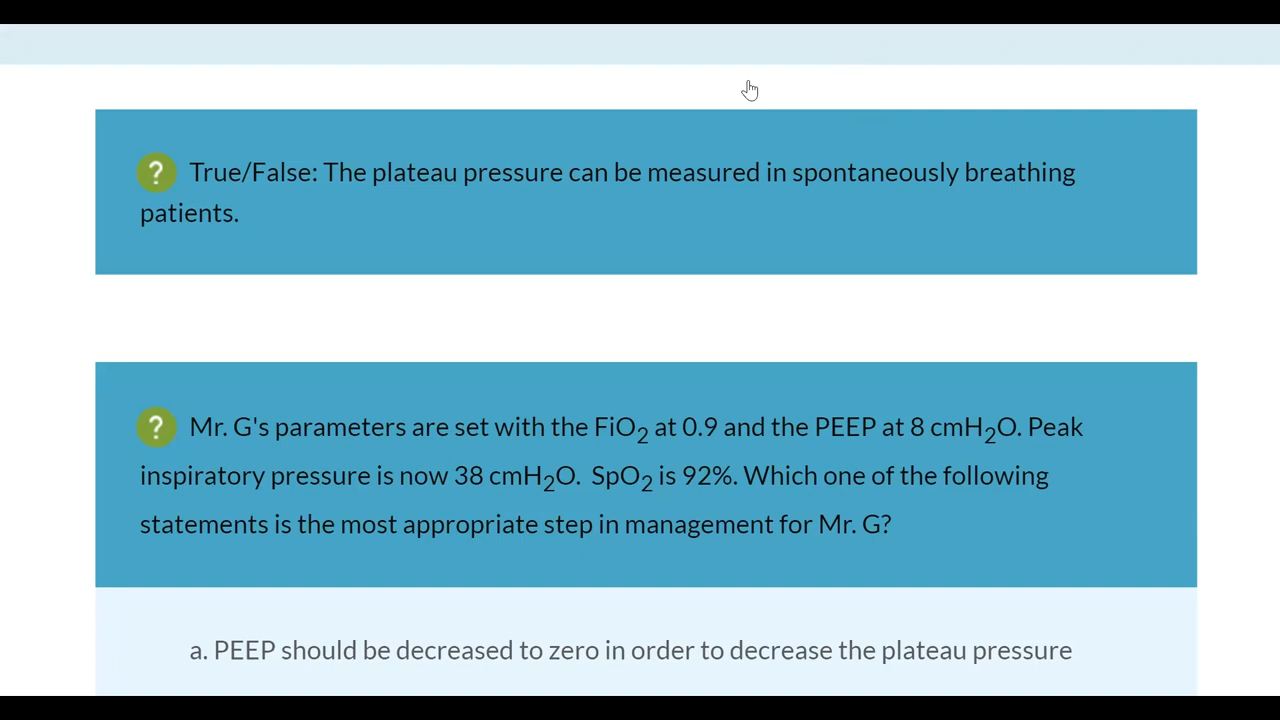 ? True/False: The plateau pressure can be measured in spontaneously breathing
patients.
? Mr. G's parameters are set with the FiO₂ at 0.9 and the PEEP at 8 cmH₂O. Peak
inspiratory pressure is now 38 cmH₂O.  SpO₂ is 92%. Which one of the following
statements is the most appropriate step in management for Mr. G?
a. PEEP should be decreased to zero in order to decrease the plateau pressure